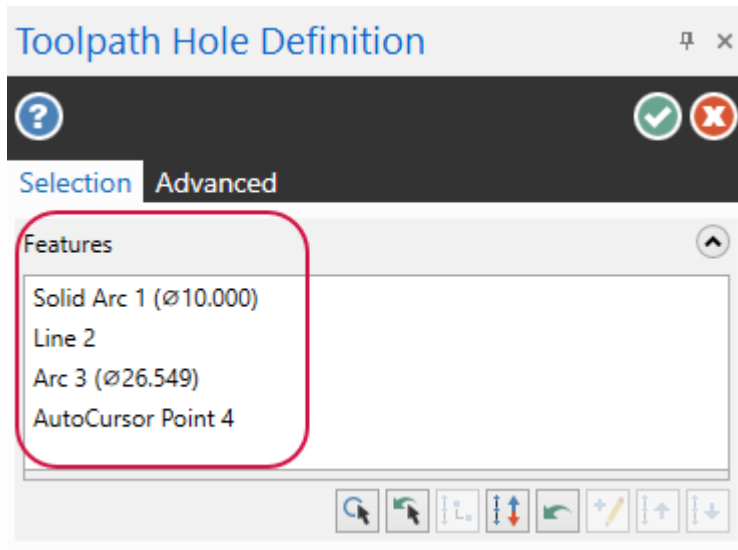 Toolpath Hole Definition
Selection Advanced
Features
Solid Arc 1 (⌀10.000)
Line 2
Arc 3 (⌀26.549)
AutoCursor Point 4